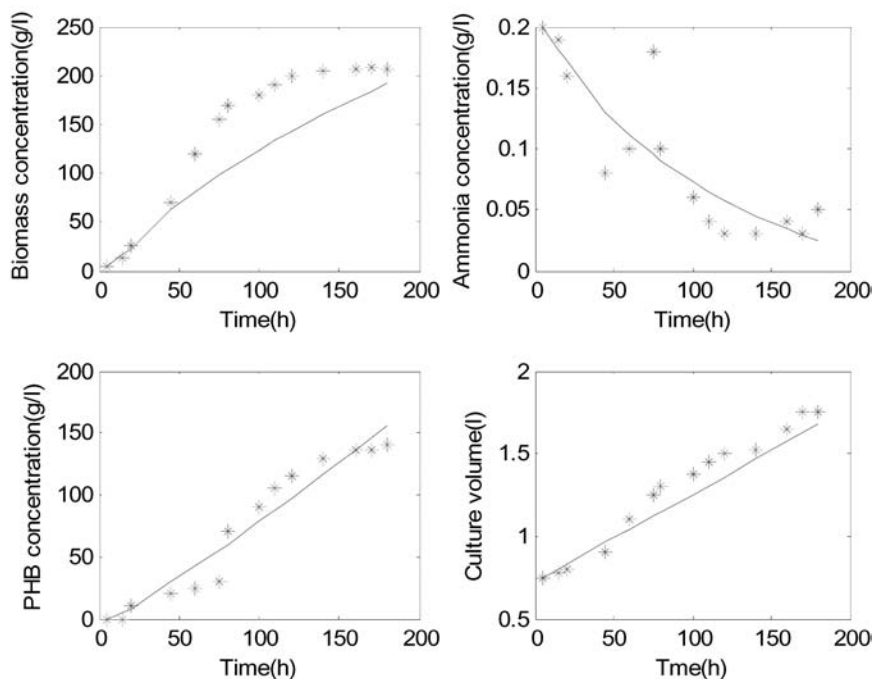 Biomass concentration(g/l)
250
200
150
100
50
0
0 50 100 150 200
Time(h)
Ammonia concentration(g/l)
0.2
0.15
0.1
0.05
0
0 50 100 150 200
Time(h)
PHB concentration(g/l)
200
150
100
50
0
0 50 100 150 200
Time(h)
Culture volume(l)
2
1.5
1
0.5
0 50 100 150 200
Tme(h)